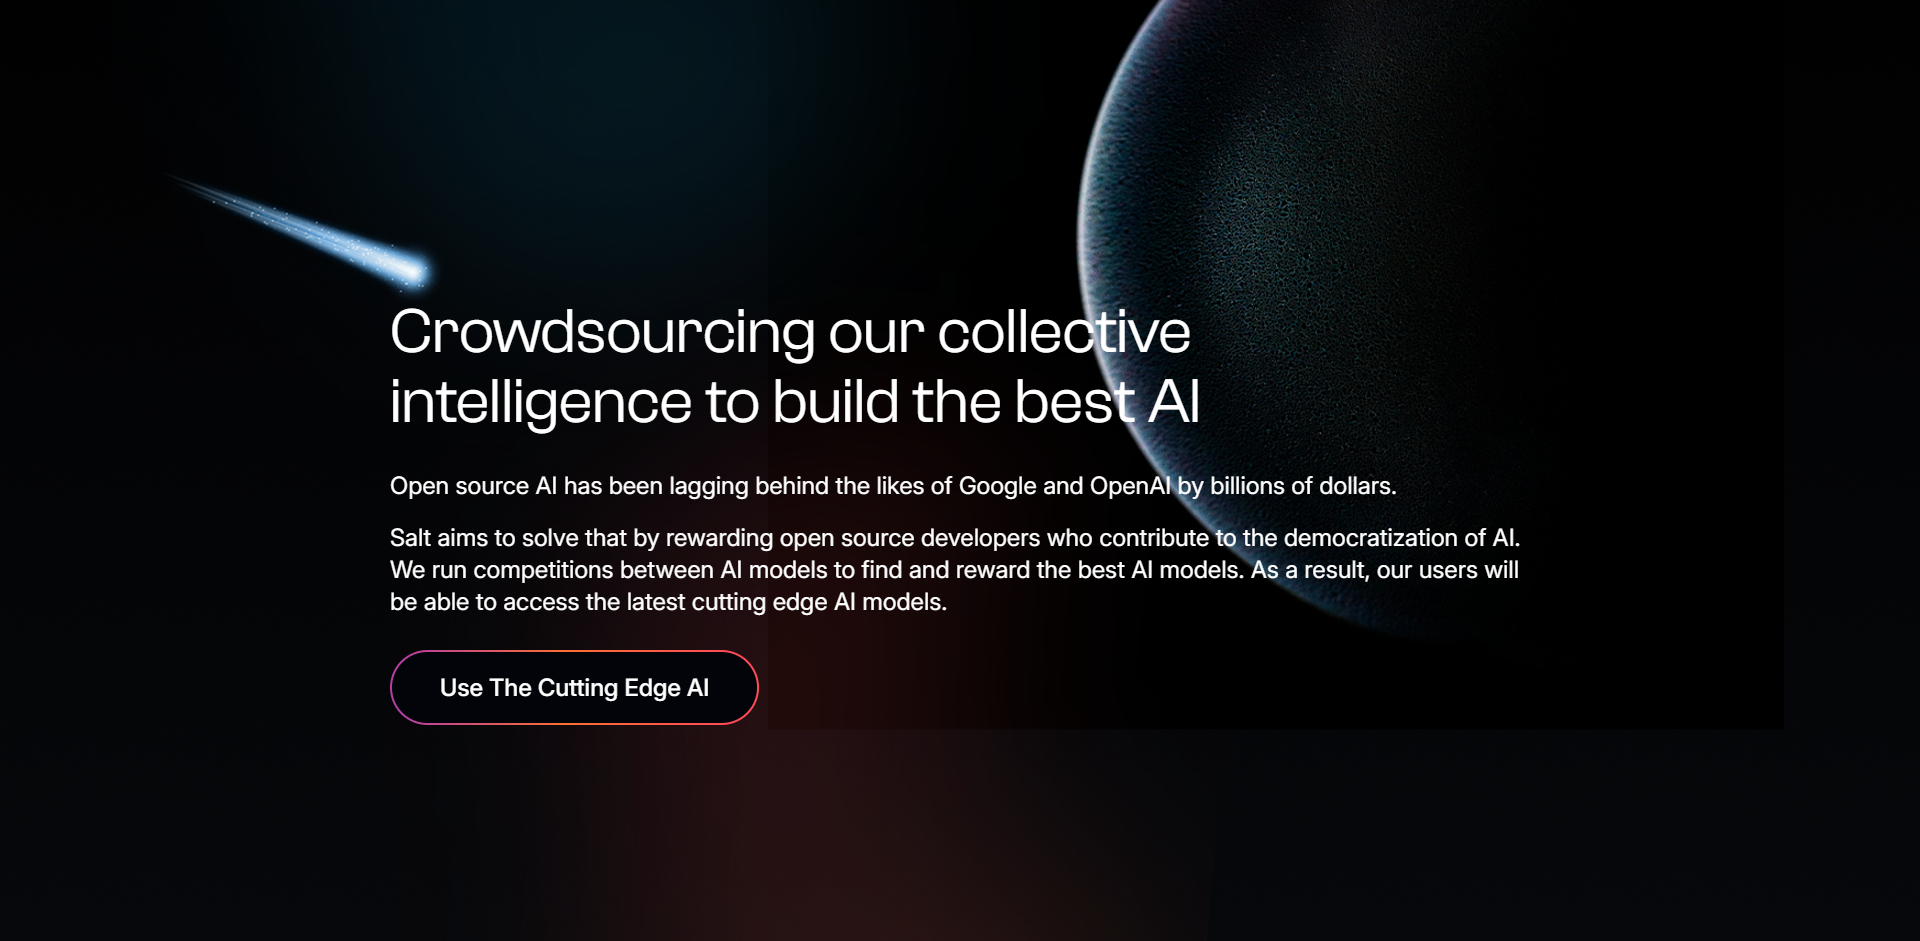 Crowdsourcing our collective
intelligence to build the best AI
Open source AI has been lagging behind the likes of Google and OpenAI by billions of dollars.
Salt aims to solve that by rewarding open source developers who contribute to the democratization of AI.
We run competitions between AI models to find and reward the best AI models. As a result, our users will
be able to access the latest cutting edge AI models.
Use The Cutting Edge AI